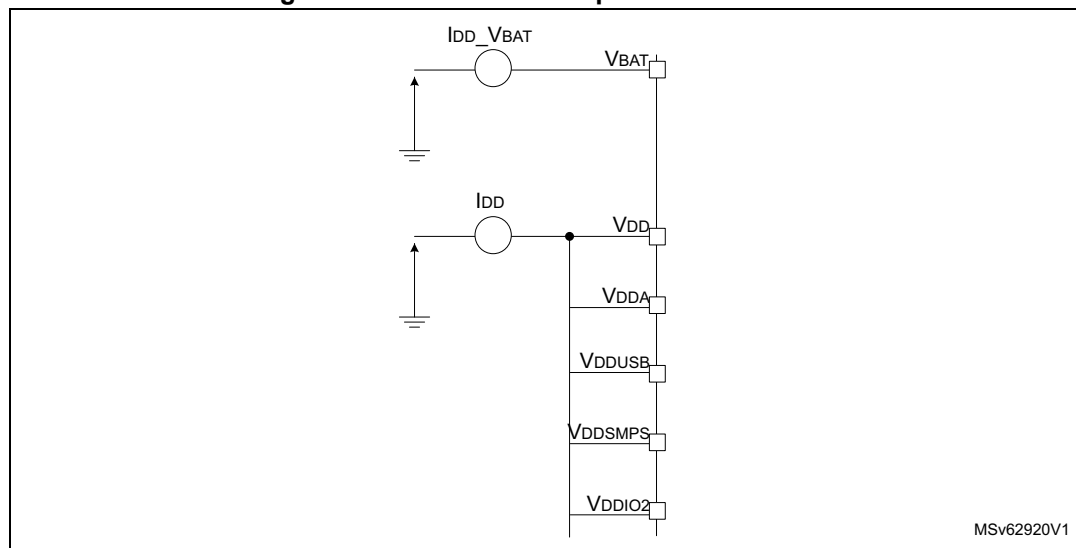 IDD_VBAT
VBAT
IDD
VDD
VDDA
VDDUSB
VDDSMPS
VDDIO2
MSv62920V1